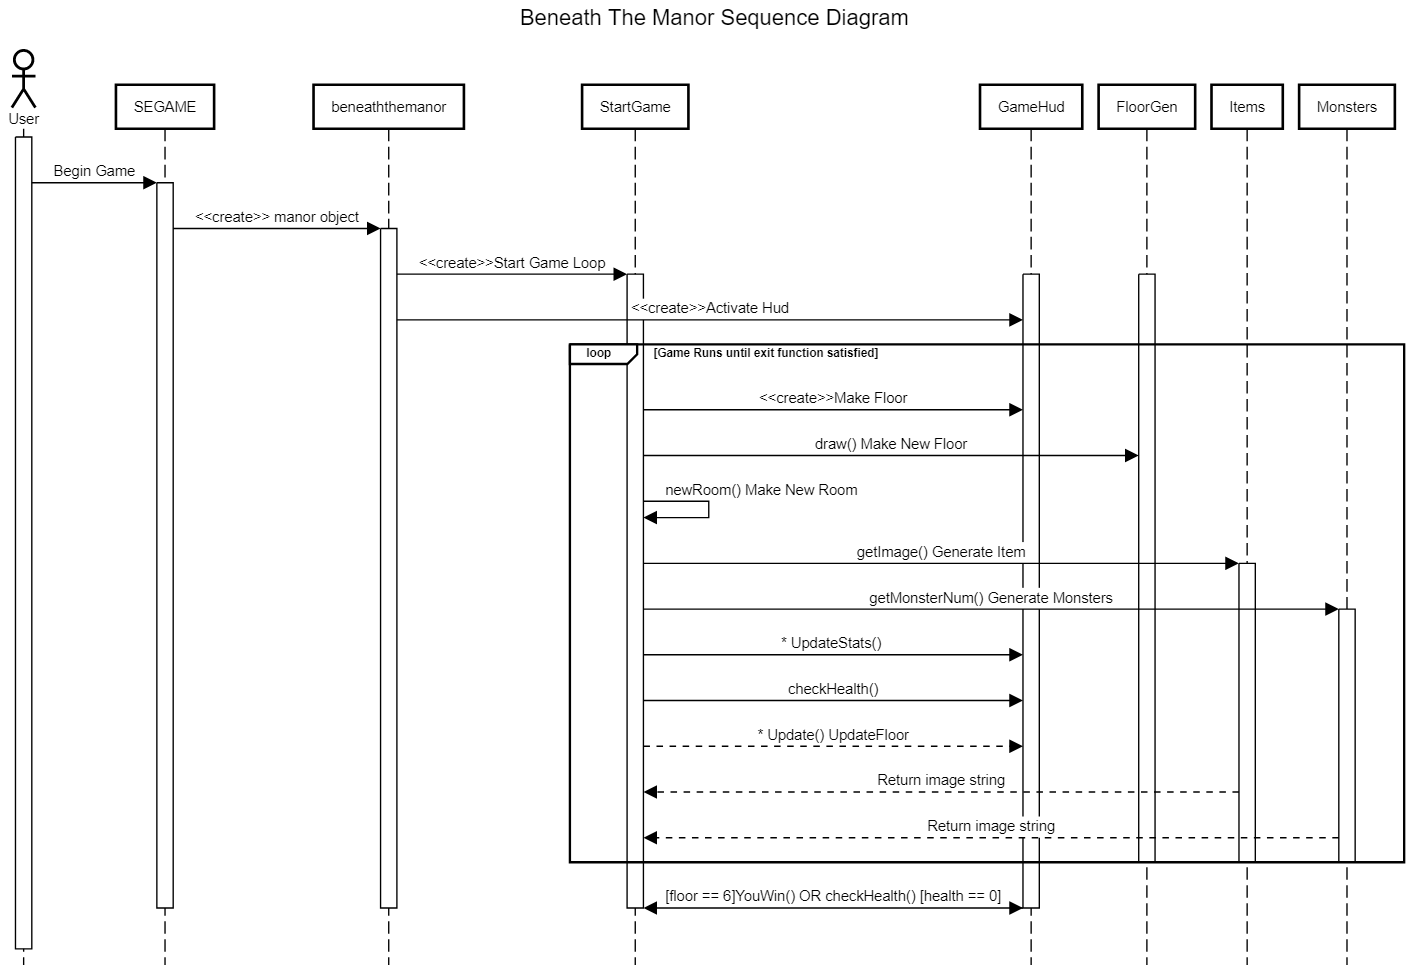 Beneath The Manor Sequence Diagram
User
SEGAME
beneaththemanor
StartGame
GameHud
FloorGen
Items
Monsters
Begin Game
<<create>> manor object
<<create>>Start Game Loop
<<create>>Activate Hud
loop
[Game Runs until exit function satisfied]
<<create>>Make Floor
draw() Make New Floor
newRoom() Make New Room
getImage() Generate Item
getMonsterNum() Generate Monsters
* UpdateStats()
checkHealth()
* Update() UpdateFloor
Return image string
Return image string
[floor == 6]YouWin() OR checkHealth() [health == 0]